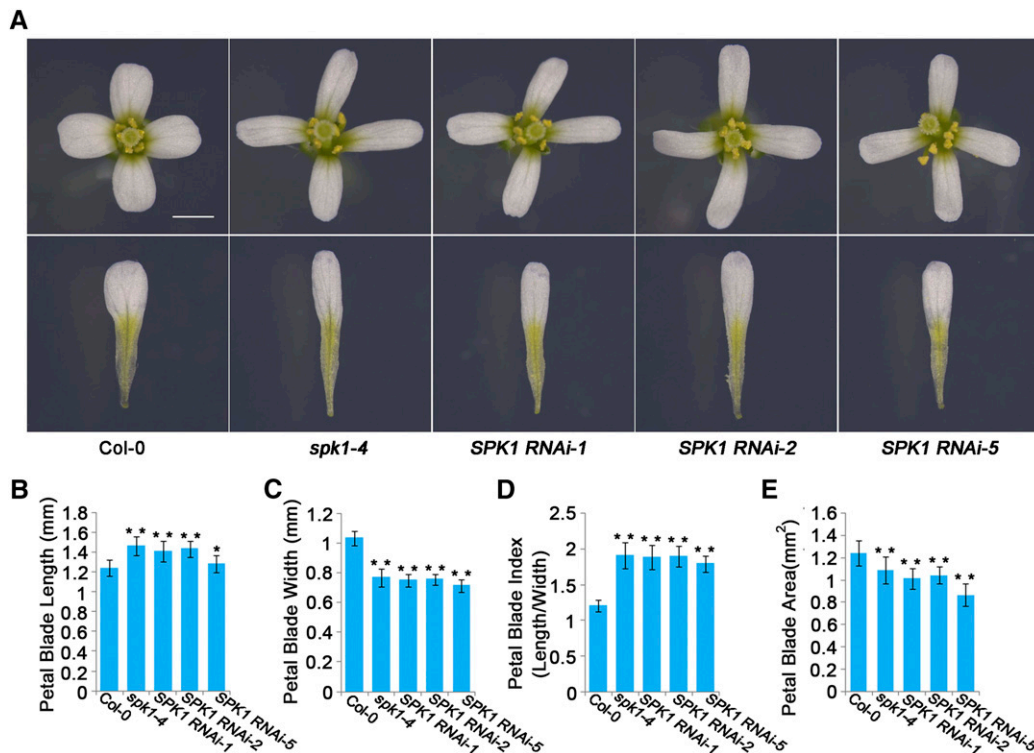 A
Col-0 spk1-4 SPK1 RNAi-1 SPK1 RNAi-2 SPK1 RNAi-5
B
Petal Blade Length (mm)
1.8
1.6
1.4
1.2
1
0.8
0.6
0.4
0.2
0
** ** ** *
Col-0 spk1-4 SPK1 RNAi-1 SPK1 RNAi-2 SPK1 RNAi-5
C
Petal Blade Width (mm)
1.2
1
0.8
0.6
0.4
0.2
0
** ** ** **
Col-0 spk1-4 SPK1 RNAi-1 SPK1 RNAi-2 SPK1 RNAi-5
D
Petal Blade Index
(Length/Width)
2.5
2
1.5
1
0.5
0
** ** ** **
Col-0 spk1-4 SPK1 RNAi-1 SPK1 RNAi-2 SPK1 RNAi-5
E
Petal Blade Area(mm2)
1.6
1.4
1.2
1
0.8
0.6
0.4
0.2
0
** ** ** **
Col-0 spk1-4 SPK1 RNAi-1 SPK1 RNAi-2 SPK1 RNAi-5